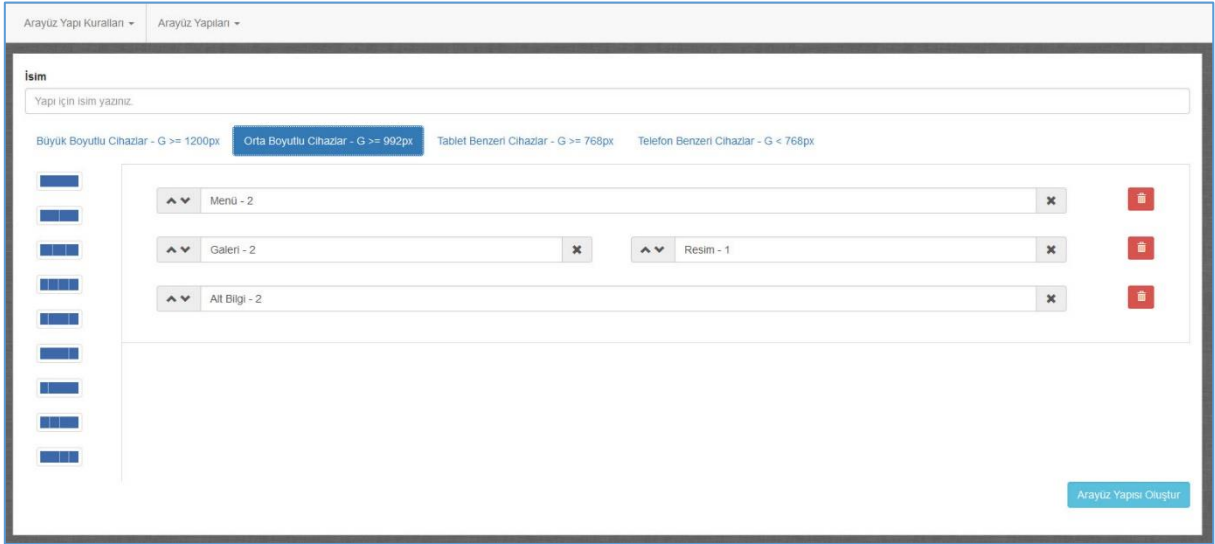 Arayüz Yapı Kuralları Arayüz Yapıları
İsim
Yapı için isim yazınız.
Büyük Boyutlu Cihazlar - G >= 1200px Orta Boyutlu Cihazlar - G >= 992px Tablet Benzeri Cihazlar - G >= 768px Telefon Benzeri Cihazlar - G < 768px
Menü - 2
Galeri - 2 Resim - 1
Alt Bilgi - 2
Arayüz Yapısı Oluştur